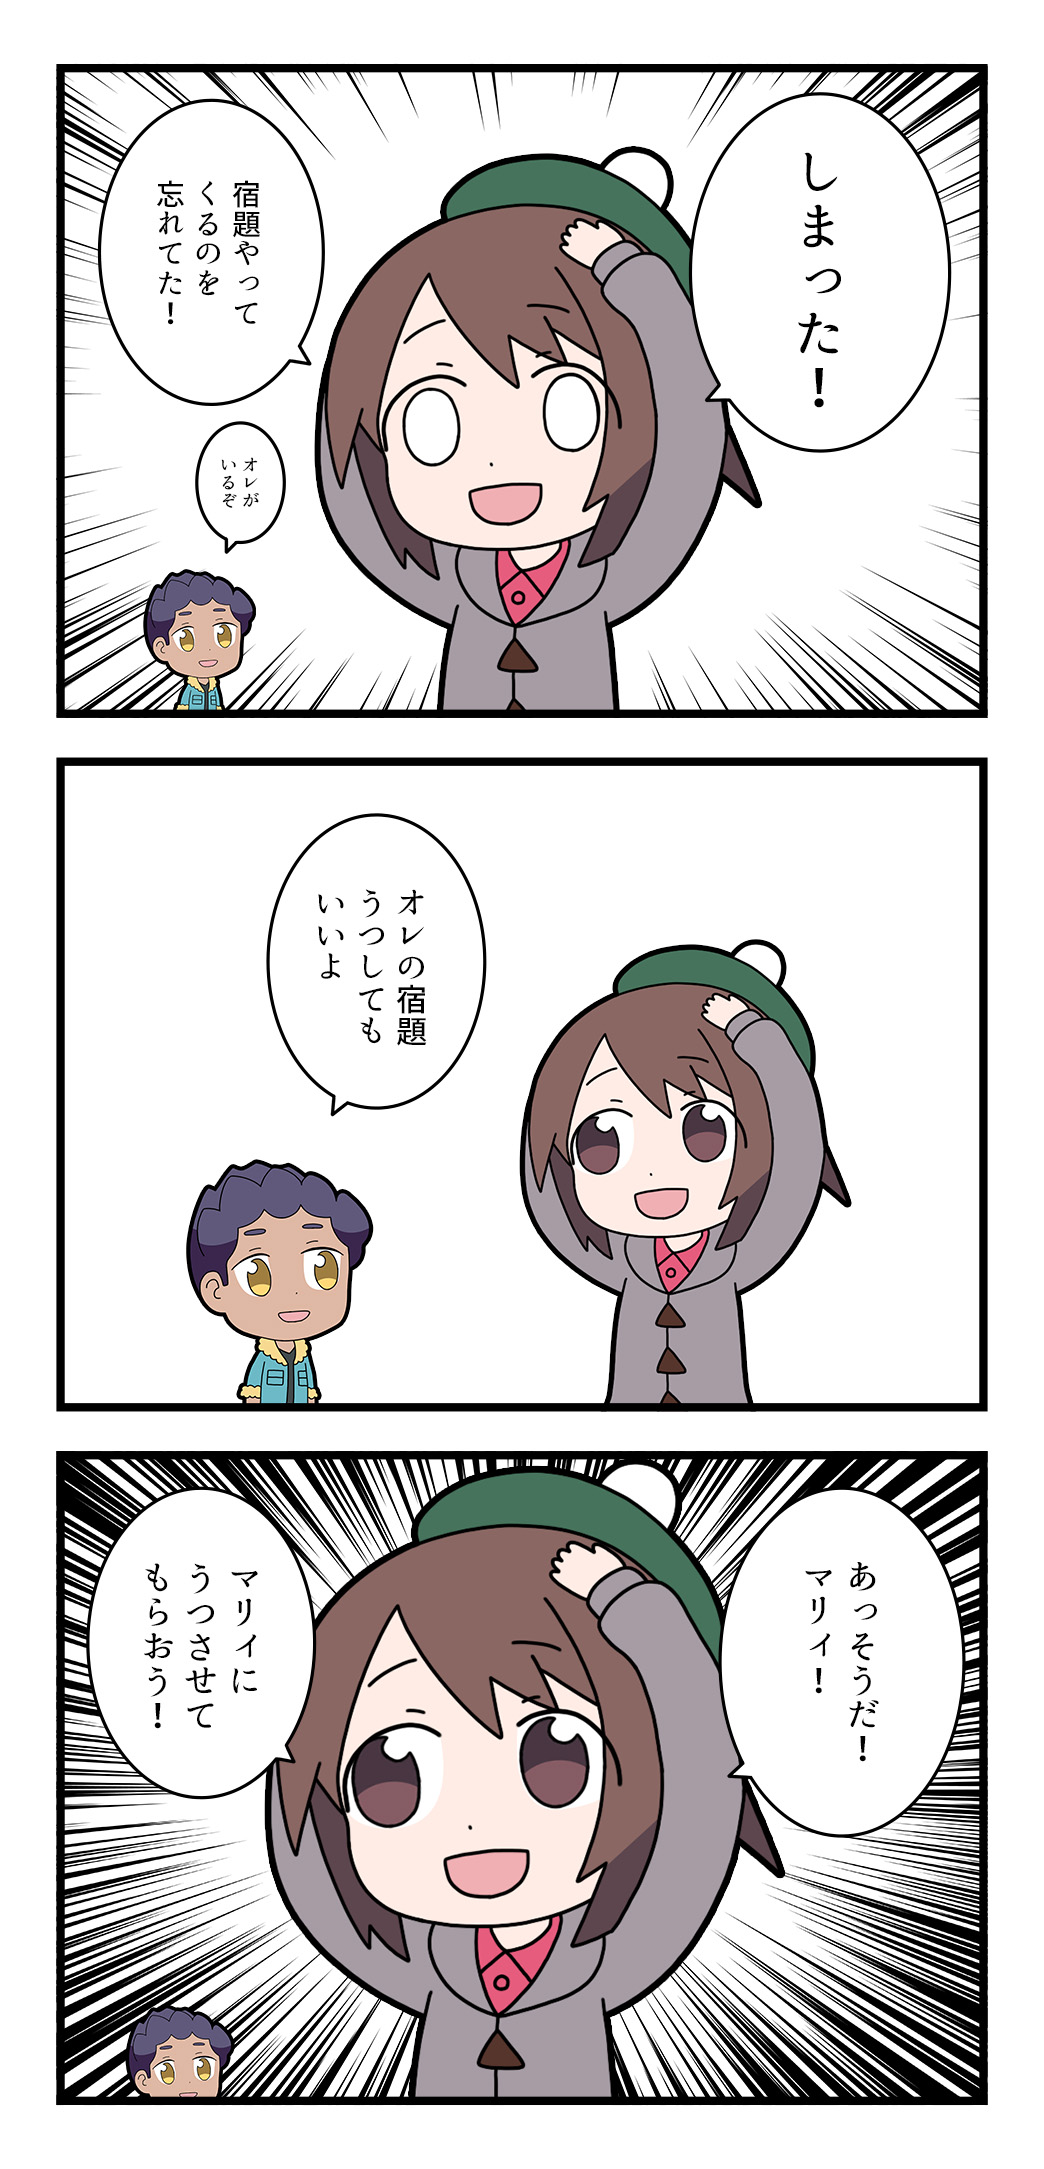 しまった！
宿題やって
くるのを
忘れてた！
オレが
いるぞ
オレの宿題
うつしても
いいよ
あっそうだ！
マリィ！
マリィに
うつさせて
もらおう！